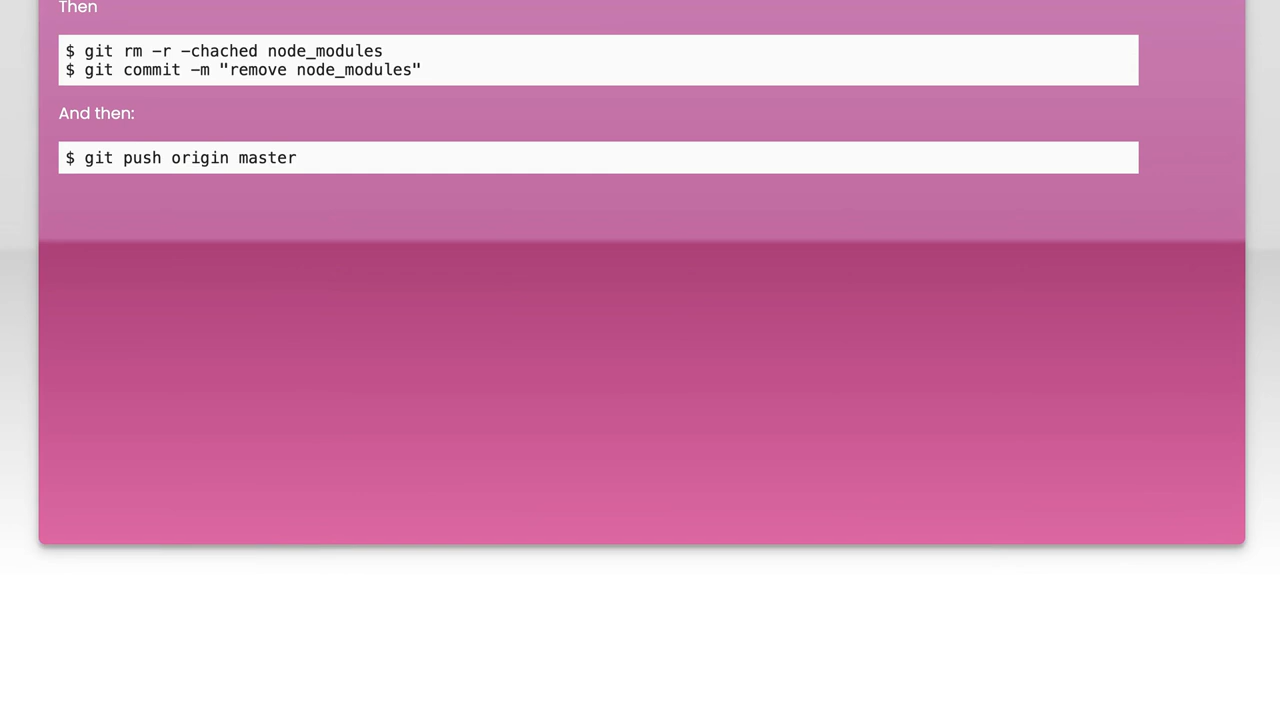 Then
$ git rm -r -chached node_modules
$ git commit -m "remove node_modules"
And then:
$ git push origin master